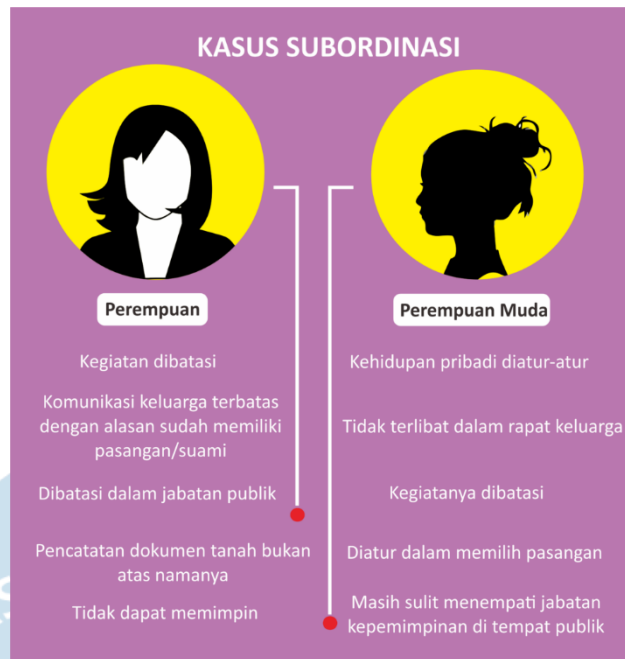 KASUS SUBORDINASI
Perempuan
Kegiatan dibatasi
Komunikasi keluarga terbatas
dengan alasan sudah memiliki
pasangan/suami
Dibatasi dalam jabatan publik
Pencatatan dokumen tanah bukan
atas namanya
Tidak dapat memimpin
Perempuan Muda
Kehidupan pribadi diatur-atur
Tidak terlibat dalam rapat keluarga
Kegiatanya dibatasi
Diatur dalam memilih pasangan
Masih sulit menempati jabatan
kepemimpinan di tempat publik